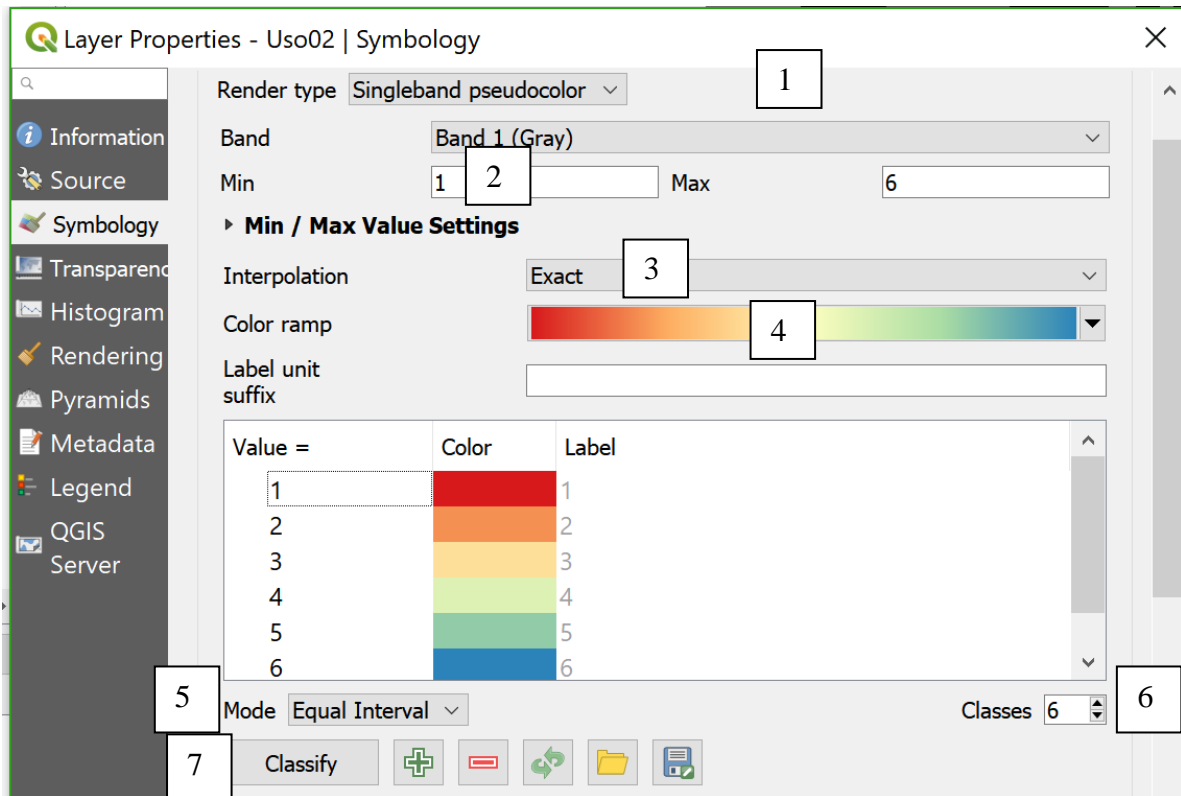 Layer Properties - Uso02 | Symbology
1
Render type Singleband pseudocolor
Information
Band Band 1 (Gray)
Source
Min 1 2 Max 6
Symbology
Min / Max Value Settings
Transparenc
Interpolation Exact 3
Histogram
Color ramp 4
Rendering
Label unit
suffix
Pyramids
Metadata
Value = Color Label
Legend
1 1
QGIS
Server
2 2
3 3
4 4
5 5
6 6
5 Mode Equal Interval Classes 6 6
7 Classify